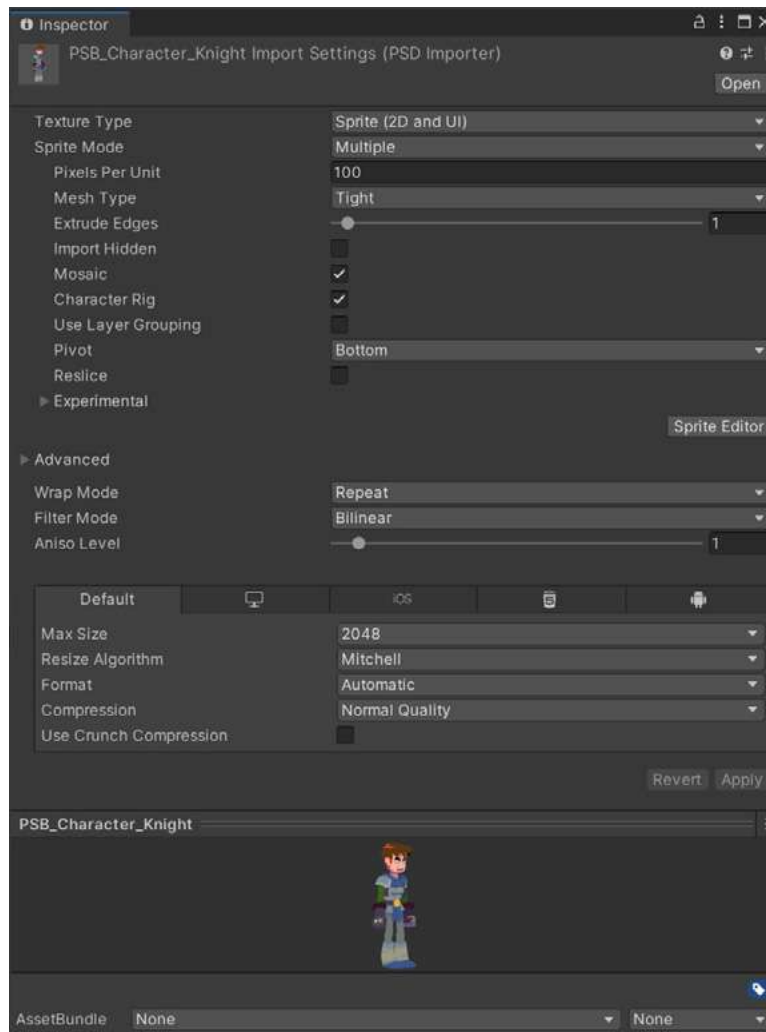 Inspector
PSB_Character_Knight Import Settings (PSD Importer)
Open
Texture Type Sprite (2D and UI)
Sprite Mode Multiple
Pixels Per Unit 100
Mesh Type Tight
Extrude Edges 1
Import Hidden
Mosaic
Character Rig
Use Layer Grouping
Pivot Bottom
Reslice
Experimental
Sprite Editor
Advanced
Wrap Mode Repeat
Filter Mode Bilinear
Aniso Level 1
Default iOS
Max Size 2048
Resize Algorithm Mitchell
Format Automatic
Compression Normal Quality
Use Crunch Compression
Revert Apply
PSB_Character_Knight
AssetBundle None None